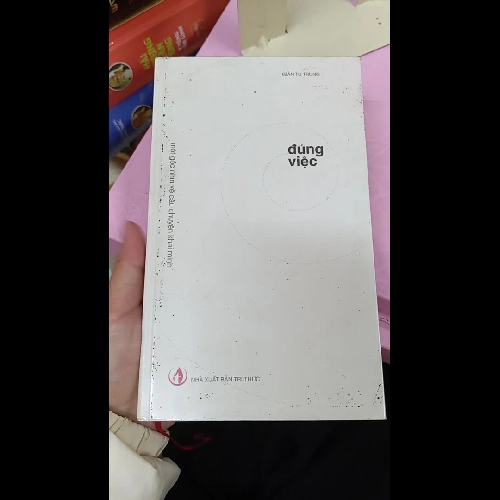 GIẢN TƯ TRUNG
đúng
việc
một góc nhìn về câu chuyện khai minh
NHÀ XUẤT BẢN TRI THỨC